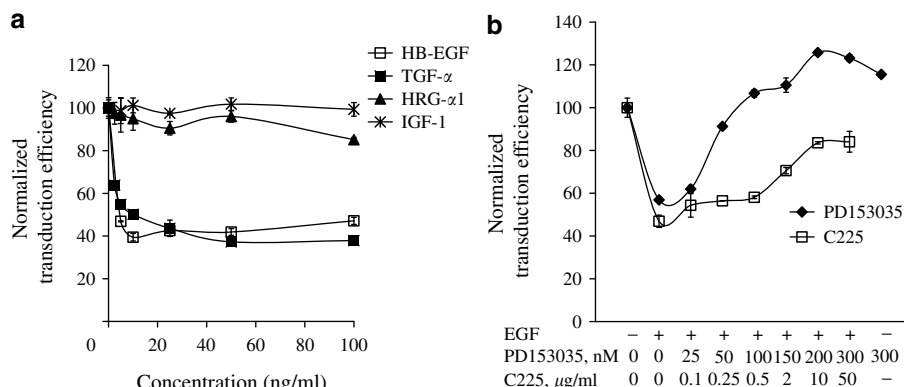 a
HB-EGF
TGF-α
HRG-α1
IGF-1
120
100
80
60
40
20
Normalized
transduction efficiency
0 20 40 60 80 100
Concentration (ng/ml)
b
140
120
100
80
60
40
20
0
Normalized
transduction efficiency
PD153035
C225
EGF – + + + + + + + –
PD153035, nM 0 0 25 50 100 150 200 300 300
C225, µg/ml 0 0 0.1 0.25 0.5 2 10 50 –